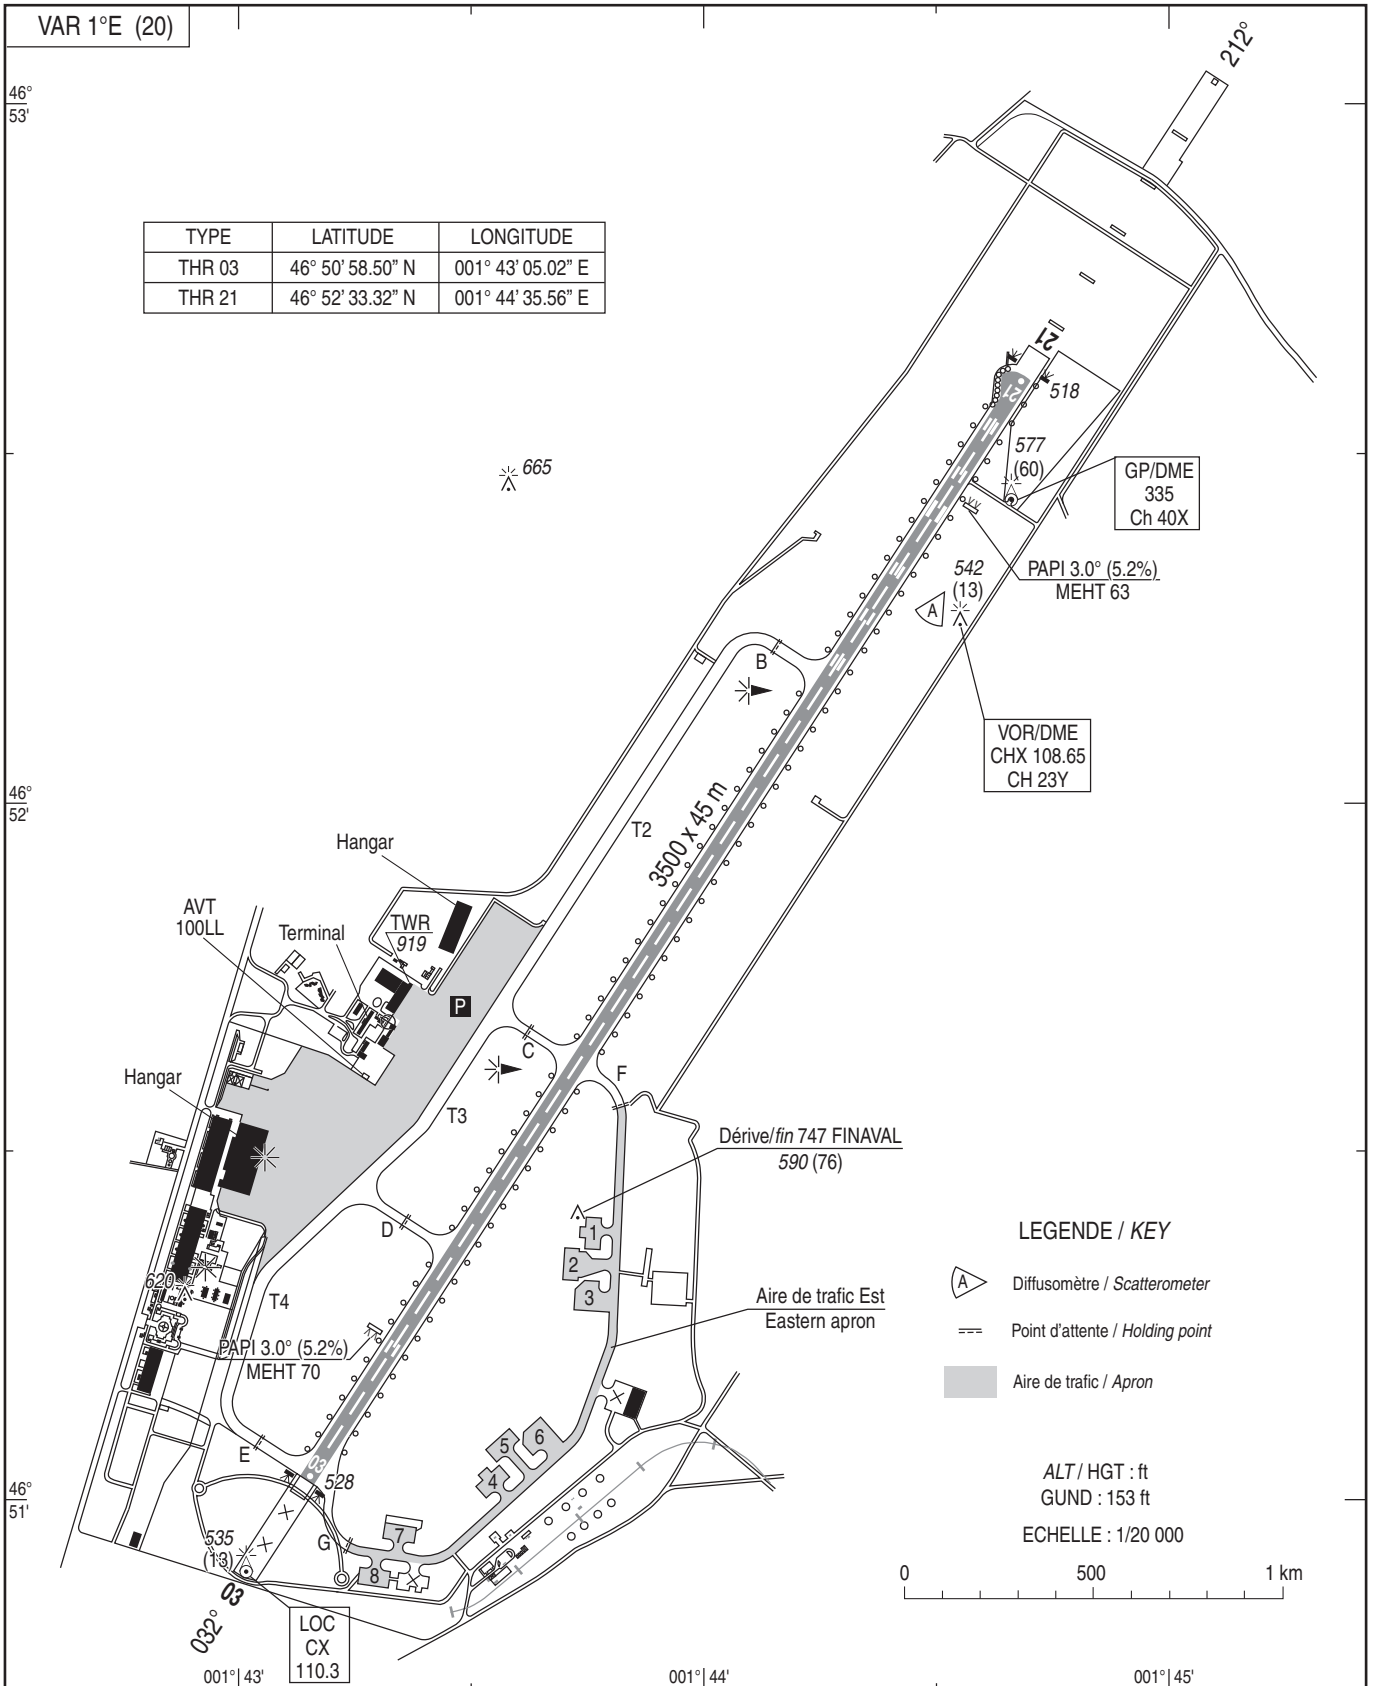 VAR 1°E (20)
212°
46°
53'
TYPE LATITUDE LONGITUDE
THR 03 46° 50' 58.50" N 001° 43' 05.02" E
THR 21 46° 52' 33.32" N 001° 44' 35.56" E
21
21
518
577
(60)
665
GP/DME
335
Ch 40X
PAPI 3.0° (5.2%)
MEHT 63
542
(13)
A
B
VOR/DME
CHX 108.65
CH 23Y
46°
52'
T2
3500 x 45 m
Hangar
AVT
100LL
Terminal
TWR
919
P
C
F
Hangar
T3
Dérive/fin 747 FINAVAL
590 (76)
D
1
2
3
620
T4
Aire de trafic Est
Eastern apron
PAPI 3.0° (5.2%)
MEHT 70
LEGENDE / KEY
A Diffusomètre / Scatterometer
Point d'attente / Holding point
Aire de trafic / Apron
E
5
6
4
03
528
46°
51'
ALT / HGT : ft
GUND : 153 ft
ECHELLE : 1/20 000
535
(13)
G
7
8
0 500 1 km
03
032°
LOC
CX
110.3
001° 43' 001° 44' 001° 45'